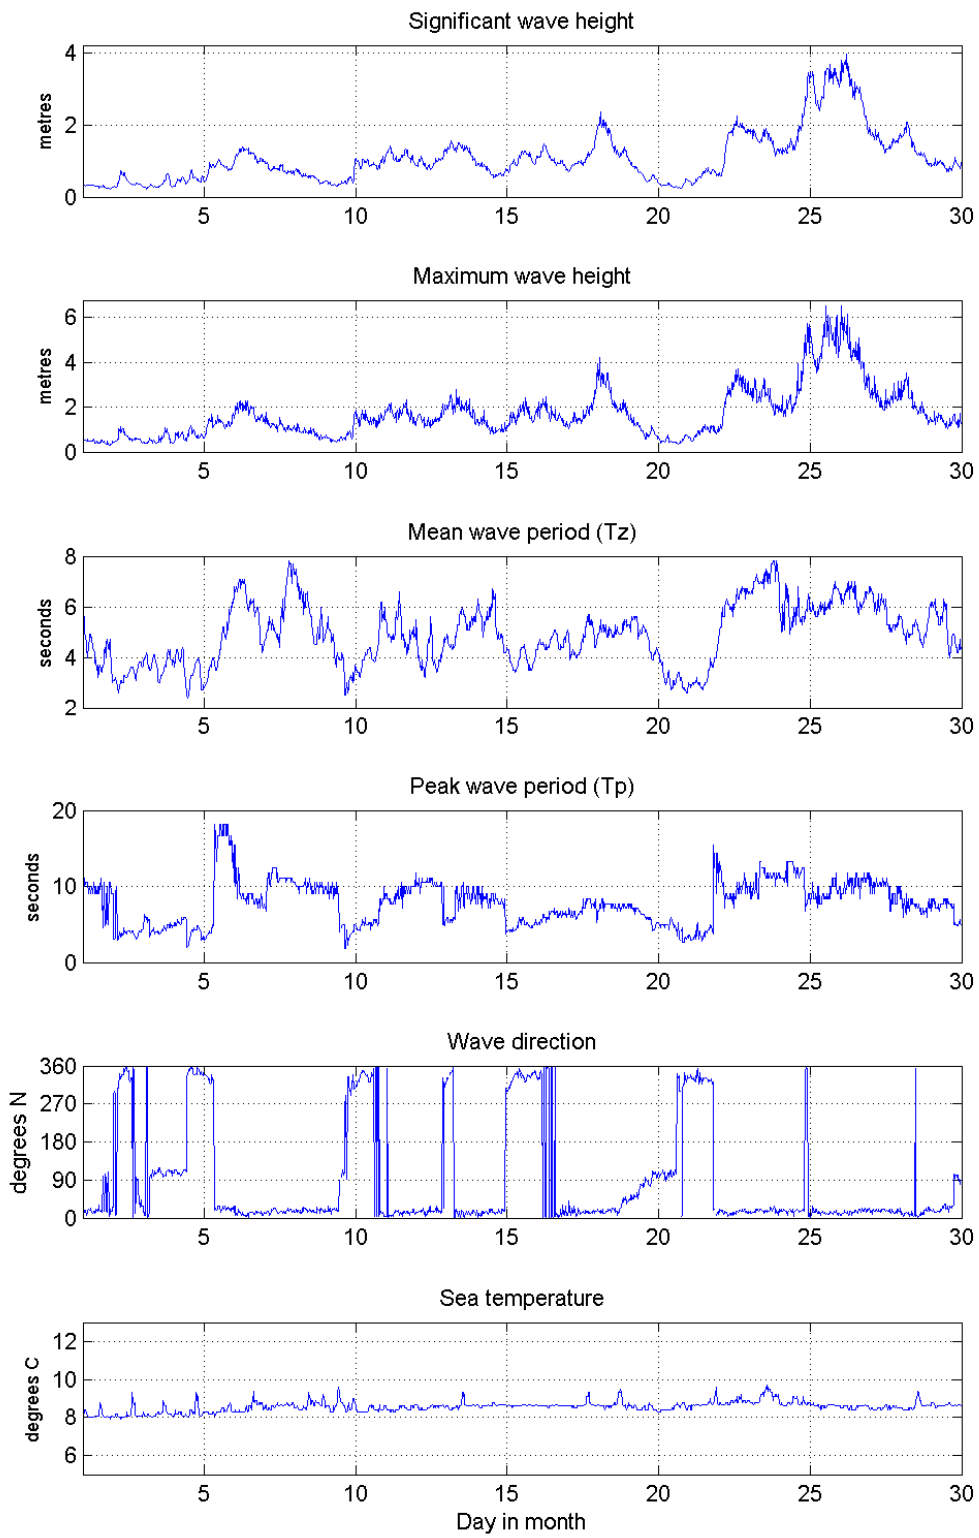 Significant wave height
4
2
0
metres
5 10 15 20 25 30
Maximum wave height
6
4
2
0
metres
5 10 15 20 25 30
Mean wave period (Tz)
8
6
4
2
seconds
5 10 15 20 25 30
Peak wave period (Tp)
20
10
0
seconds
5 10 15 20 25 30
Wave direction
360
270
180
90
0
degrees N
5 10 15 20 25 30
Sea temperature
12
10
8
6
degrees C
5 10 15 20 25 30
Day in month